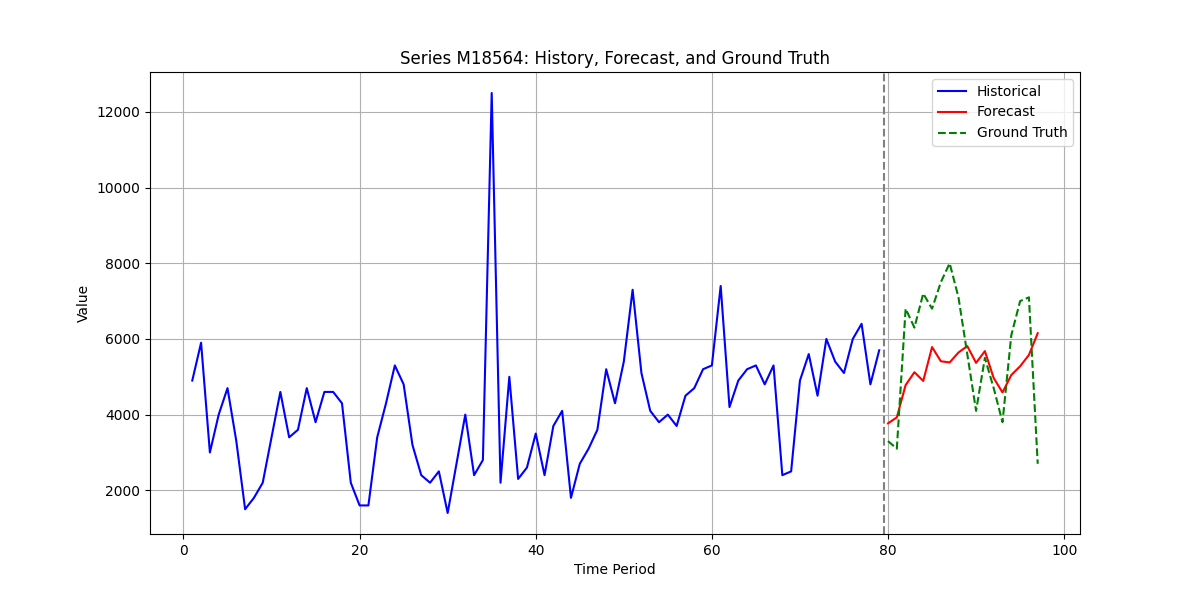 Series M18564: History, Forecast, and Ground Truth
Historical
Forecast
Ground Truth
12000
10000
8000
6000
4000
2000
Value
0
20
40
60
80
100
Time Period